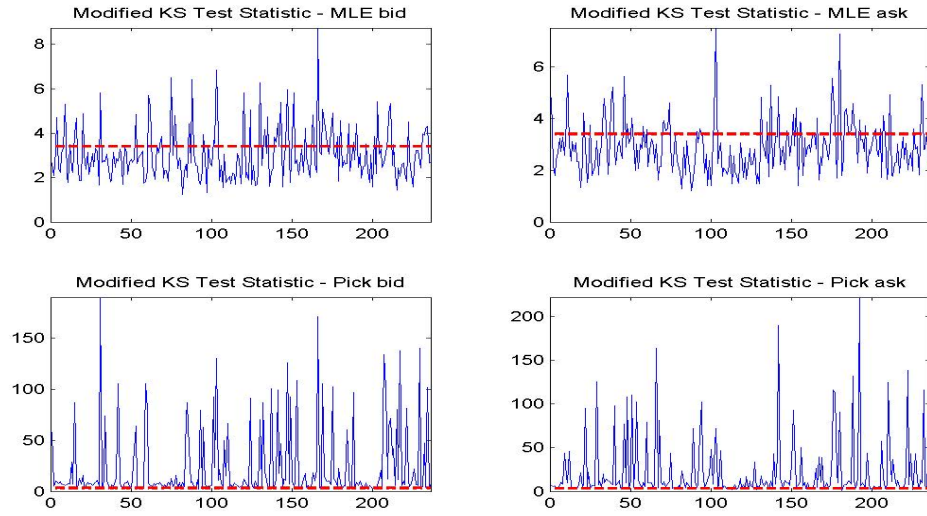 Modified KS Test Statistic - MLE bid
8
6
4
2
0
0 50 100 150 200
Modified KS Test Statistic - MLE ask
6
4
2
0
0 50 100 150 200
Modified KS Test Statistic - Pick bid
150
100
50
0
0 50 100 150 200
Modified KS Test Statistic - Pick ask
200
150
100
50
0
0 50 100 150 200